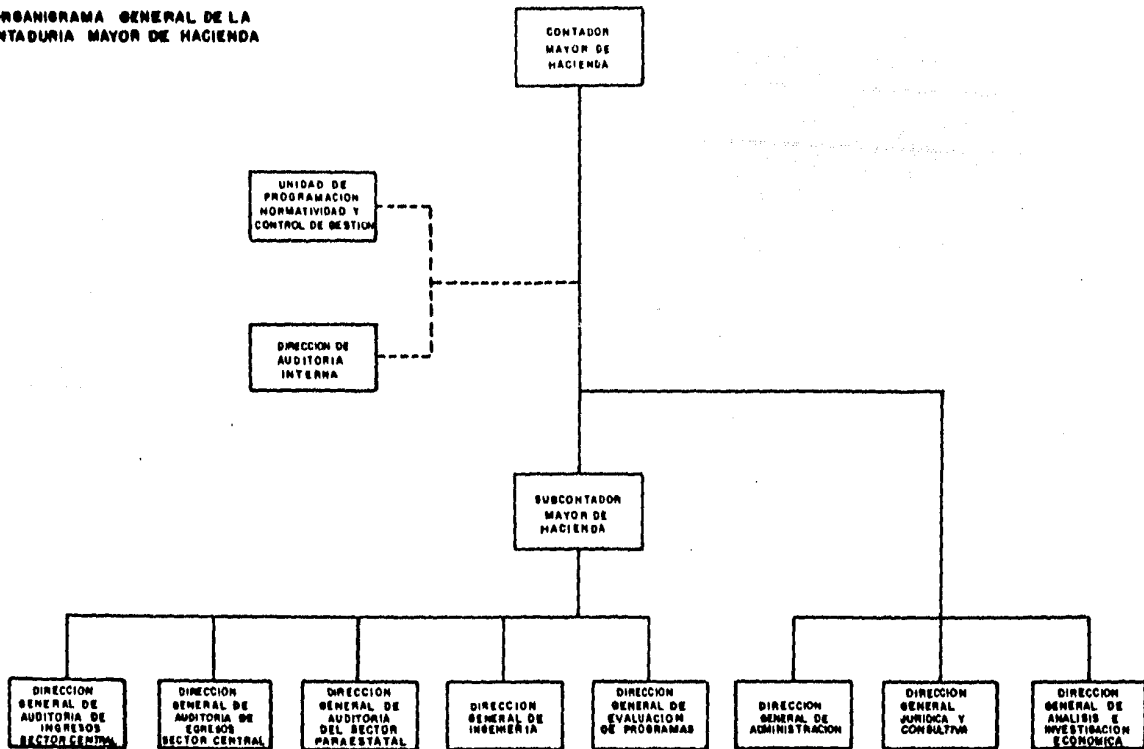 ORGANIGRAMA GENERAL DE LA
NTADURIA MAYOR DE HACIENDA
CONTADOR
MAYOR DE
HACIENDA
UNIDAD DE
PROGRAMACION
NORMATIVIDAD Y
CONTROL DE GESTION
DIRECCION DE
AUDITORIA
INTERNA
SUBCONTADOR
MAYOR DE
HACIENDA
DIRECCION
GENERAL DE
AUDITORIA DE
INGRESOS
SECTOR CENTRAL
DIRECCION
GENERAL DE
AUDITORIA DE
EGRESOS
SECTOR CENTRAL
DIRECCION
GENERAL DE
AUDITORIA
DEL SECTOR
PARAESTATAL
DIRECCION
GENERAL DE
INGENIERIA
DIRECCION
GENERAL DE
EVALUACION
DE PROGRAMAS
DIRECCION
GENERAL DE
ADMINISTRACION
DIRECCION
GENERAL
JURIDICA Y
CONSULTIVA
DIRECCION
GENERAL DE
ANALISIS E
INVESTIGACION
ECONOMICA